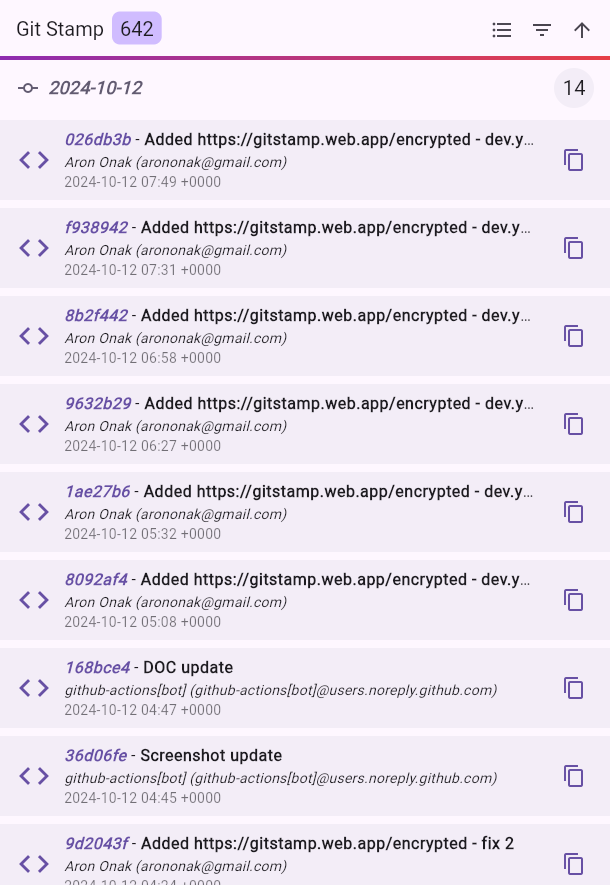 Git Stamp 642
2024-10-12 14
026db3b - Added https://gitstamp.web.app/encrypted - dev.y…
Aron Onak (arononak@gmail.com)
2024-10-12 07:49 +0000
f938942 - Added https://gitstamp.web.app/encrypted - dev.y…
Aron Onak (arononak@gmail.com)
2024-10-12 07:31 +0000
8b2f442 - Added https://gitstamp.web.app/encrypted - dev.y…
Aron Onak (arononak@gmail.com)
2024-10-12 06:58 +0000
9632b29 - Added https://gitstamp.web.app/encrypted - dev.y…
Aron Onak (arononak@gmail.com)
2024-10-12 06:27 +0000
1ae27b6 - Added https://gitstamp.web.app/encrypted - dev.y…
Aron Onak (arononak@gmail.com)
2024-10-12 05:32 +0000
8092af4 - Added https://gitstamp.web.app/encrypted - dev.y…
Aron Onak (arononak@gmail.com)
2024-10-12 05:08 +0000
168bce4 - DOC update
github-actions[bot] (github-actions[bot]@users.noreply.github.com)
2024-10-12 04:47 +0000
36d06fe - Screenshot update
github-actions[bot] (github-actions[bot]@users.noreply.github.com)
2024-10-12 04:45 +0000
9d2043f - Added https://gitstamp.web.app/encrypted - fix 2
Aron Onak (arononak@gmail.com)